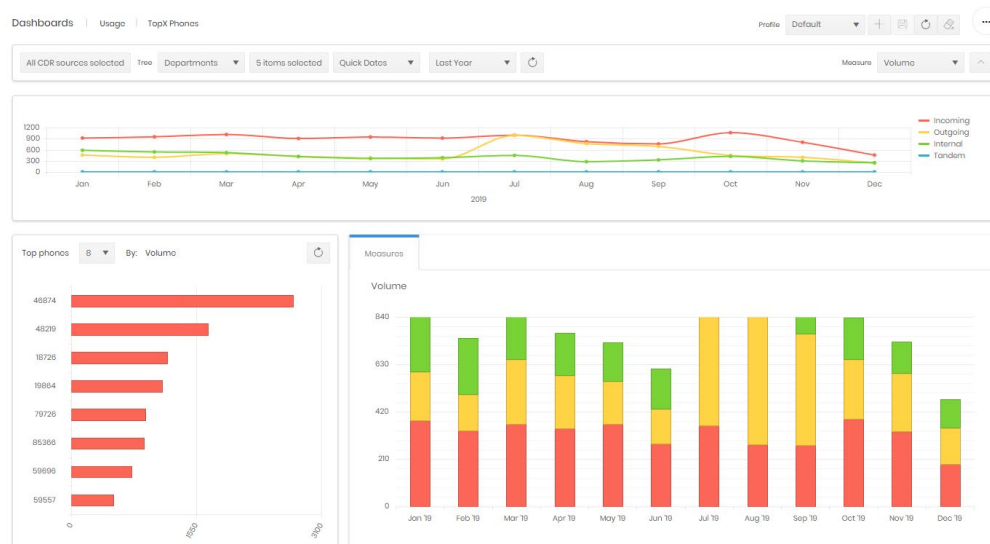 Dashboards | Usage | TopX Phones
Profile Default
All CDR sources selected Tree Departments 5 items selected Quick Dates Last Year
Measure Volume
1200
900
600
300
0
Jan Feb Mar Apr May Jun Jul Aug Sep Oct Nov Dec
2019
Incoming
Outgoing
Internal
Tandem
Top phones 8 By: Volume
46874
48219
18726
19864
79726
85366
59696
59557
0 1550 3100
Measures
Volume
840
630
420
210
0
Jan '19 Feb '19 Mar '19 Apr '19 May '19 Jun '19 Jul '19 Aug '19 Sep '19 Oct '19 Nov '19 Dec '19